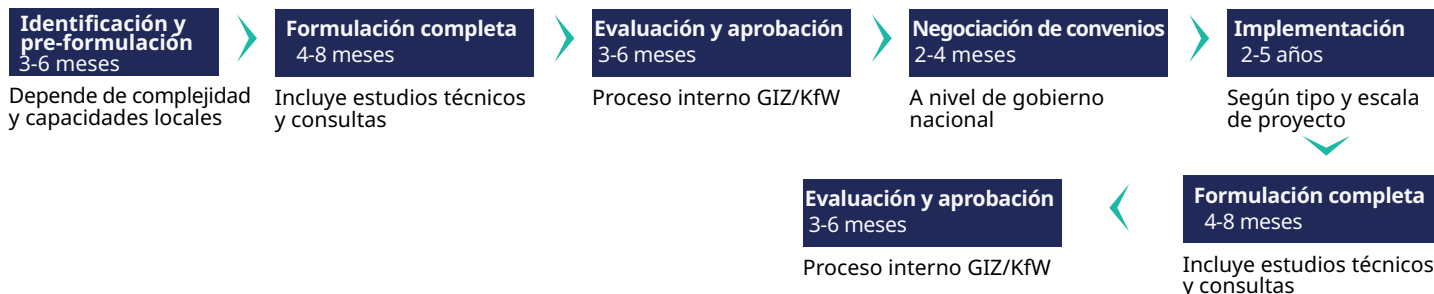 Identificación y
pre-formulación
3-6 meses
Depende de complejidad
y capacidades locales
Formulación completa
4-8 meses
Incluye estudios técnicos
y consultas
Evaluación y aprobación
3-6 meses
Proceso interno GIZ/KfW
Negociación de convenios
2-4 meses
A nivel de gobierno
nacional
Implementación
2-5 años
Según tipo y escala
de proyecto
Formulación completa
4-8 meses
Incluye estudios técnicos
y consultas
Evaluación y aprobación
3-6 meses
Proceso interno GIZ/KfW